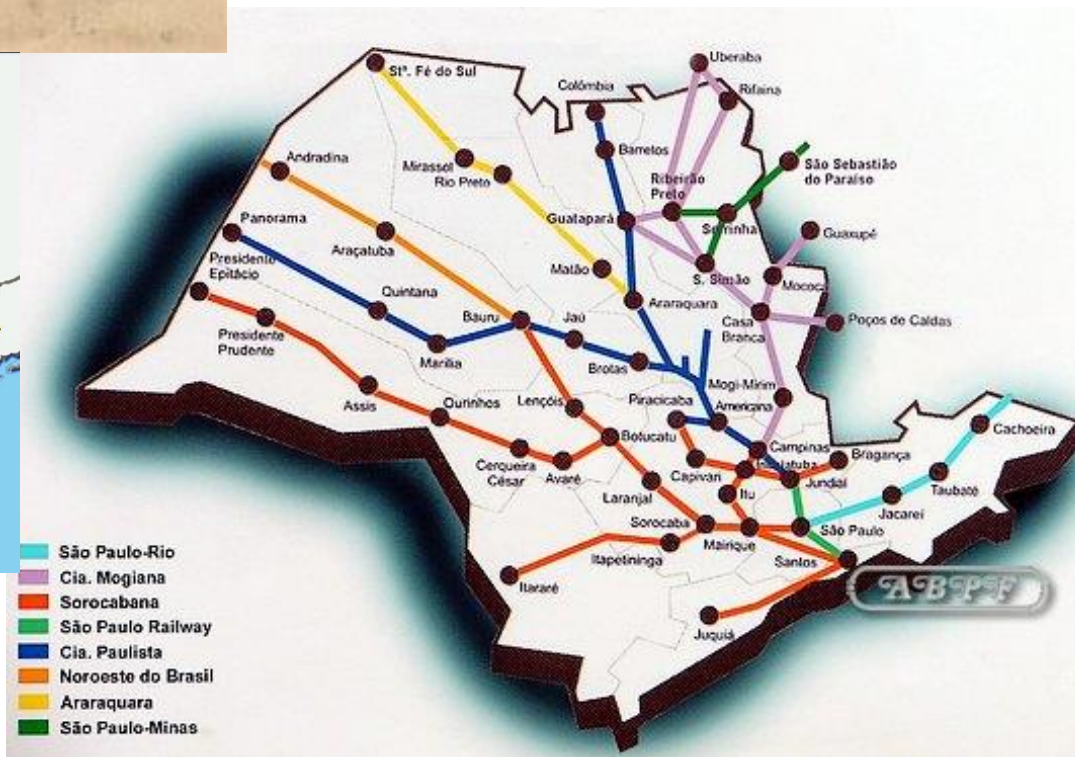 Uberaba
Stª. Fé do Sul
Colômbia
Rifaina
Barretos
Andradina
Mirassol
Rio Preto
Ribeirão
Preto
São Sebastião
do Paraíso
Panorama
Guatapará
Serrinha
Guaxupé
Araçatuba
Presidente
Epitácio
Matão
S. Simão
Mococa
Quintana
Araraquara
Bauru
Jaú
Casa
Branca
Poços de Caldas
Presidente
Prudente
Marília
Brotas
Mogi-Mirim
Piracicaba
Americana
Assis
Ourinhos
Lençóis
Cachoeira
Botucatu
Campinas
Bragança
Cerqueira
César
Avaré
Capivari
Jundiaí
Taubaté
Laranjal
Itu
Jacareí
Sorocaba
São Paulo
Mairique
Itapetininga
Santos
Itararé
Juquiá
ABPF
São Paulo-Rio
Cia. Mogiana
Sorocabana
São Paulo Railway
Cia. Paulista
Noroeste do Brasil
Araraquara
São Paulo-Minas